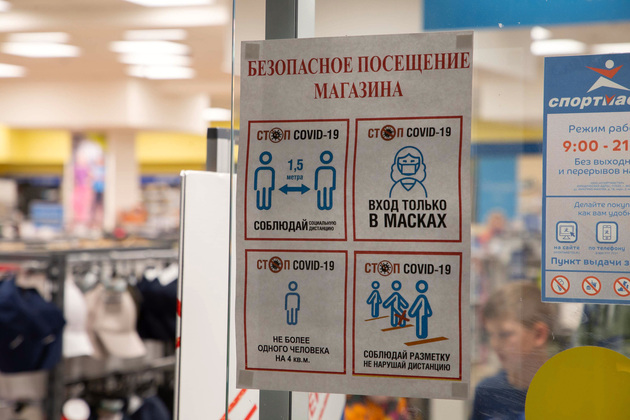 БЕЗОПАСНОЕ ПОСЕЩЕНИЕ
МАГАЗИНА
СТОП COVID-19
1,5
метра
СОБЛЮДАЙ СОЦИАЛЬНУЮ
ДИСТАНЦИЮ
СТОП COVID-19
ВХОД ТОЛЬКО
В МАСКАХ
СТОП COVID-19
НЕ БОЛЕЕ
ОДНОГО ЧЕЛОВЕКА
НА 4 КВ.М.
СТОП COVID-19
СОБЛЮДАЙ РАЗМЕТКУ
НЕ НАРУШАЙ ДИСТАНЦИЮ
спортмас
Режим рабо
9:00 - 21
Без выходн
и перерывов на
Делайте покуп
как вам удоб
на сайте
по телефону
Пункт выдачи з